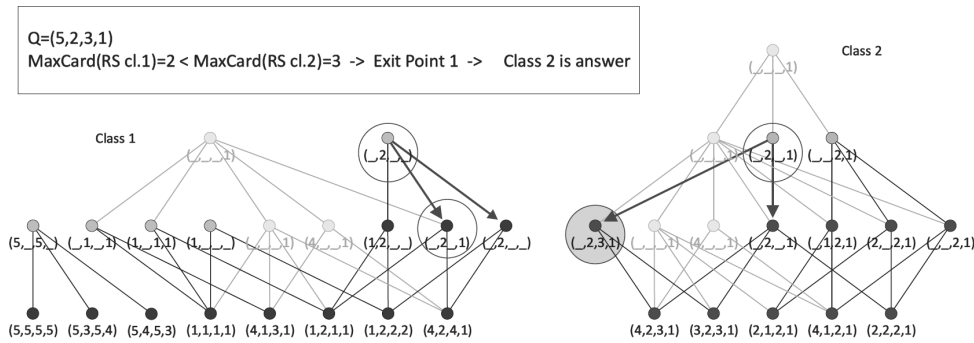 Q=(5,2,3,1)
MaxCard(RS cl.1)=2 < MaxCard(RS cl.2)=3 -> Exit Point 1 -> Class 2 is answer
Class 2
(_,_,_,1)
Class 1
(_,_,_,1) (_,2,_,_) (_,_,_,1) (_,2,_,1) (_,_,2,1)
(5,_,5,_) (_,1,_,1) (1,_,1,1) (1,_,_,_) (_,_,_,1) (4,_,_,1) (1,2,_,_) (_,2,_,1) (_,2,_,_) (_,2,3,1) (_,_,_,1) (4,_,_,1) (_,2,_,1) (_,1,2,1) (2,_,2,1) (_,_,2,1)
(5,5,5,5) (5,3,5,4) (5,4,5,3) (1,1,1,1) (4,1,3,1) (1,2,1,1) (1,2,2,2) (4,2,4,1) (4,2,3,1) (3,2,3,1) (2,1,2,1) (4,1,2,1) (2,2,2,1)